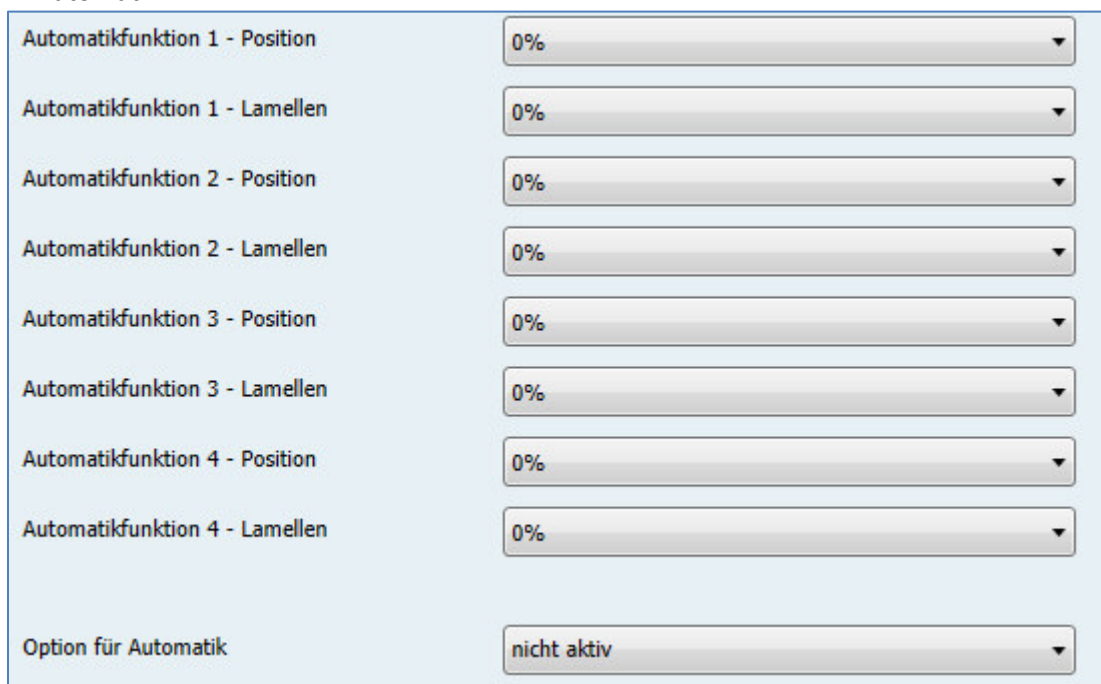 Automatikfunktion 1 - Position 0%
Automatikfunktion 1 - Lamellen 0%
Automatikfunktion 2 - Position 0%
Automatikfunktion 2 - Lamellen 0%
Automatikfunktion 3 - Position 0%
Automatikfunktion 3 - Lamellen 0%
Automatikfunktion 4 - Position 0%
Automatikfunktion 4 - Lamellen 0%
Option für Automatik nicht aktiv